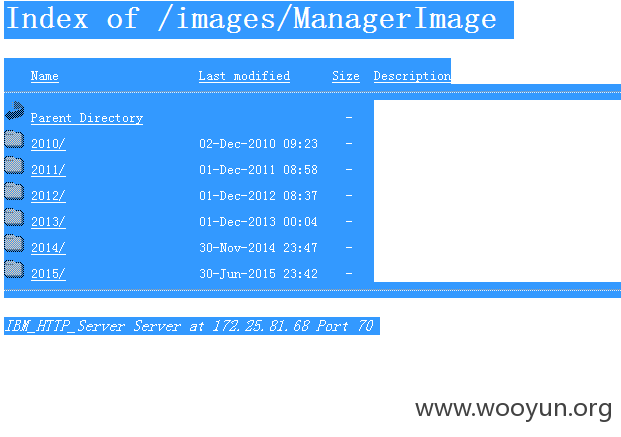 Index of /images/ManagerImage
Name Last modified Size Description
Parent Directory -
2010/ 02-Dec-2010 09:23 -
2011/ 01-Dec-2011 08:58 -
2012/ 01-Dec-2012 08:37 -
2013/ 01-Dec-2013 00:04 -
2014/ 30-Nov-2014 23:47 -
2015/ 30-Jun-2015 23:42 -
IBM_HTTP_Server Server at 172.25.81.68 Port 70
www.wooyun.org